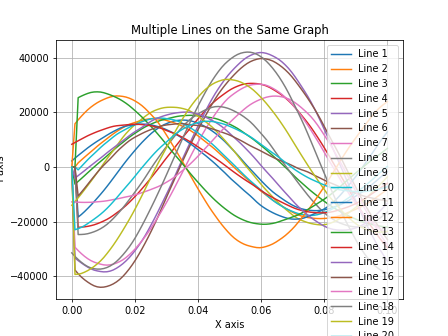 Multiple Lines on the Same Graph
40000
20000
0
−20000
−40000
0.00
0.02
0.04
0.06
X axis
Line 1
Line 2
Line 3
Line 4
Line 5
Line 6
Line 7
Line 8
Line 9
Line 10
Line 11
Line 12
Line 13
Line 14
Line 15
Line 16
Line 17
Line 18
Line 19
Line 20